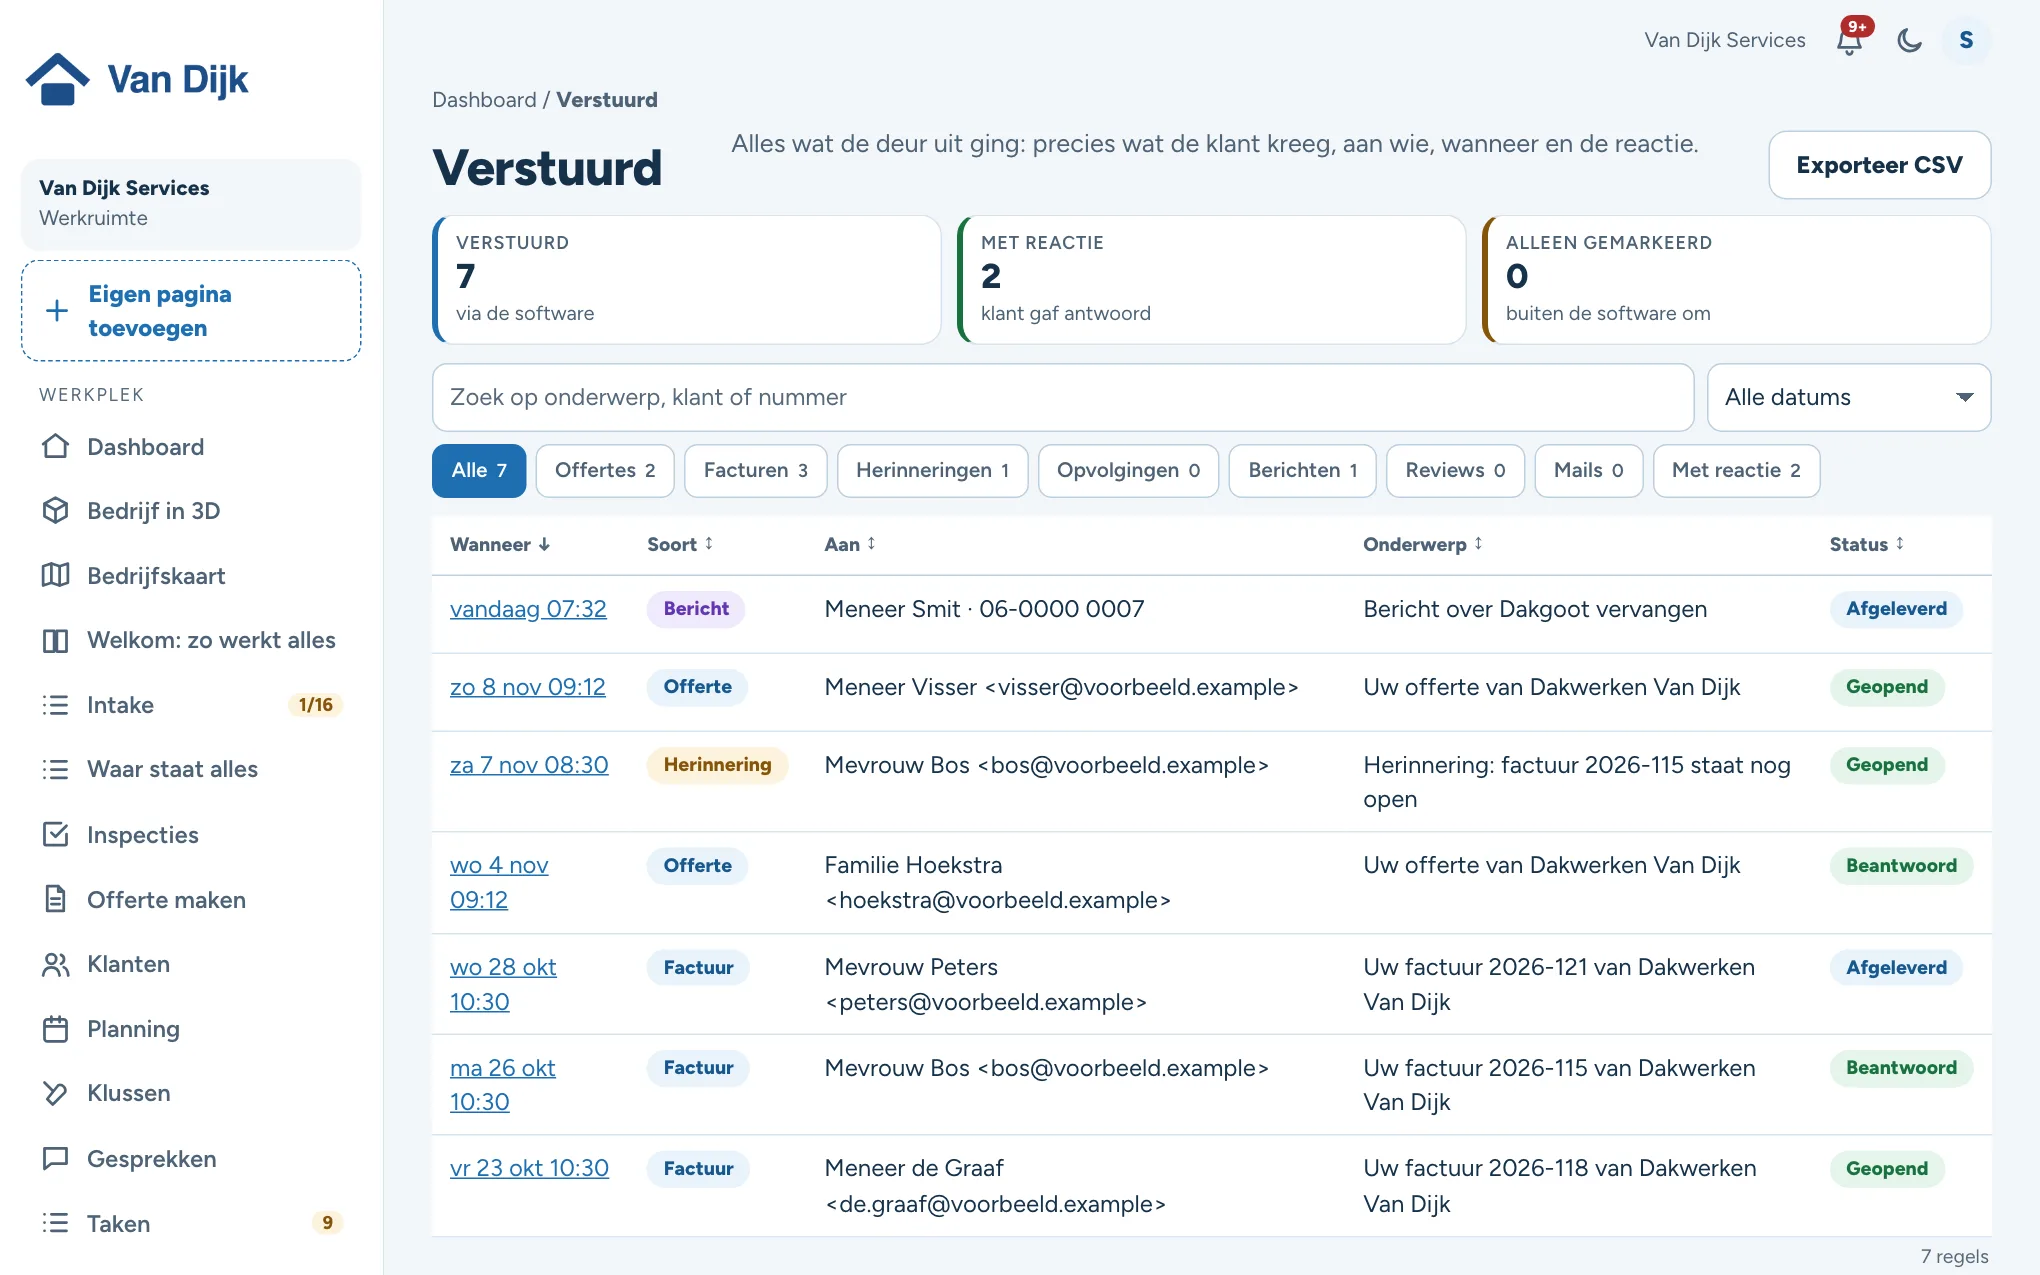 Van Dijk
Van Dijk Services
Werkruimte
Eigen pagina
toevoegen
WERKPLEK
Dashboard
Bedrijf in 3D
Bedrijfskaart
Welkom: zo werkt alles
Intake 1/16
Waar staat alles
Inspecties
Offerte maken
Klanten
Planning
Klussen
Gesprekken
Taken 9
Van Dijk Services 9+ S
Dashboard / Verstuurd
Verstuurd
Alles wat de deur uit ging: precies wat de klant kreeg, aan wie, wanneer en de reactie.
Exporteer CSV
VERSTUURD
7
via de software
MET REACTIE
2
klant gaf antwoord
ALLEEN GEMARKEERD
0
buiten de software om
Zoek op onderwerp, klant of nummer
Alle datums
Alle 7 Offertes 2 Facturen 3 Herinneringen 1 Opvolgingen 0 Berichten 1 Reviews 0 Mails 0 Met reactie 2
Wanneer ↓ Soort ↕ Aan ↕ Onderwerp ↕ Status ↕
vandaag 07:32 Bericht Meneer Smit · 06-0000 0007 Bericht over Dakgoot vervangen Afgeleverd
zo 8 nov 09:12 Offerte Meneer Visser <visser@voorbeeld.example> Uw offerte van Dakwerken Van Dijk Geopend
za 7 nov 08:30 Herinnering Mevrouw Bos <bos@voorbeeld.example> Herinnering: factuur 2026-115 staat nog Geopend
open
wo 4 nov Offerte Familie Hoekstra Uw offerte van Dakwerken Van Dijk Beantwoord
09:12 <hoekstra@voorbeeld.example>
wo 28 okt Factuur Mevrouw Peters Uw factuur 2026-121 van Dakwerken Afgeleverd
10:30 <peters@voorbeeld.example> Van Dijk
ma 26 okt Factuur Mevrouw Bos <bos@voorbeeld.example> Uw factuur 2026-115 van Dakwerken Beantwoord
10:30 Van Dijk
vr 23 okt 10:30 Factuur Meneer de Graaf Uw factuur 2026-118 van Dakwerken Geopend
<de.graaf@voorbeeld.example> Van Dijk
7 regels